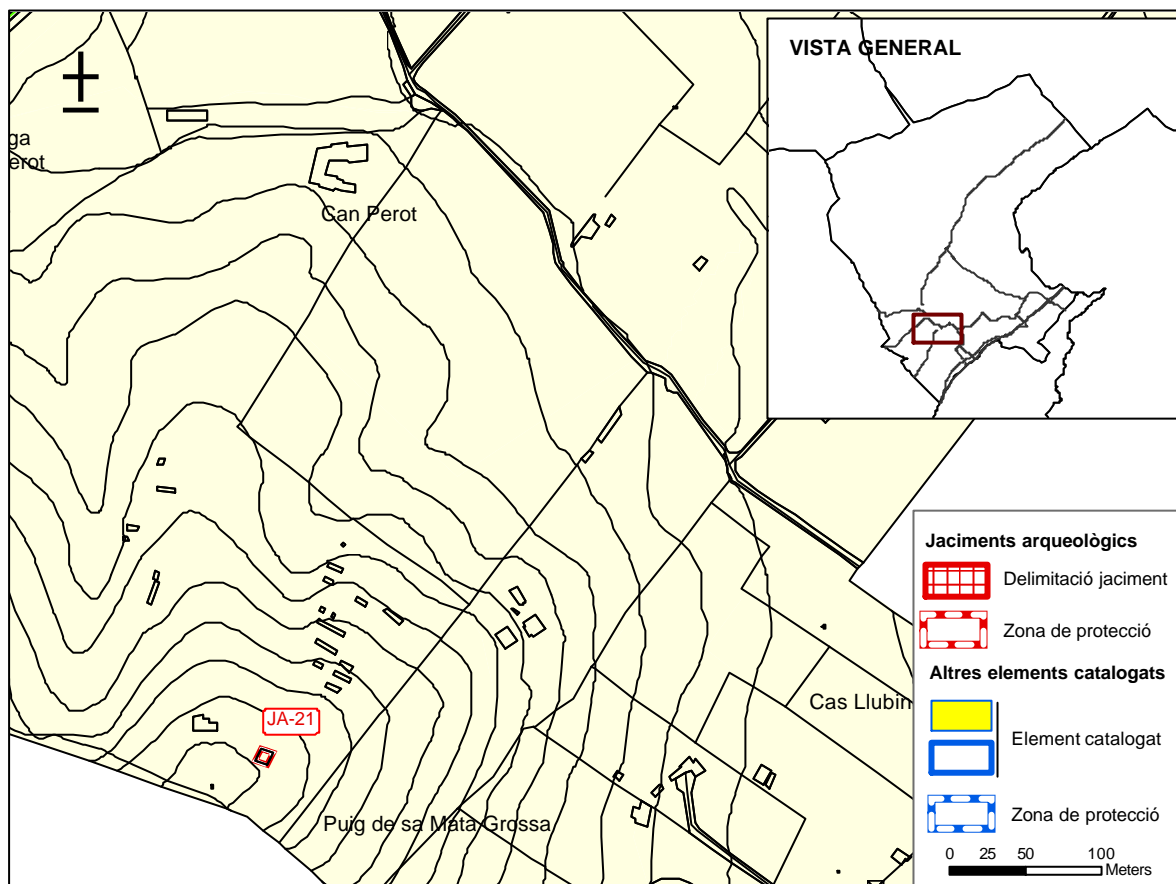 VISTA GENERAL
ga
erot
Can Perot
Jaciments arqueològics
Delimitació jaciment
Zona de protecció
Altres elements catalogats
Element catalogat
Zona de protecció
Cas Llubin
JA-21
Puig de sa Mata Grossa
0 25 50 100
Meters